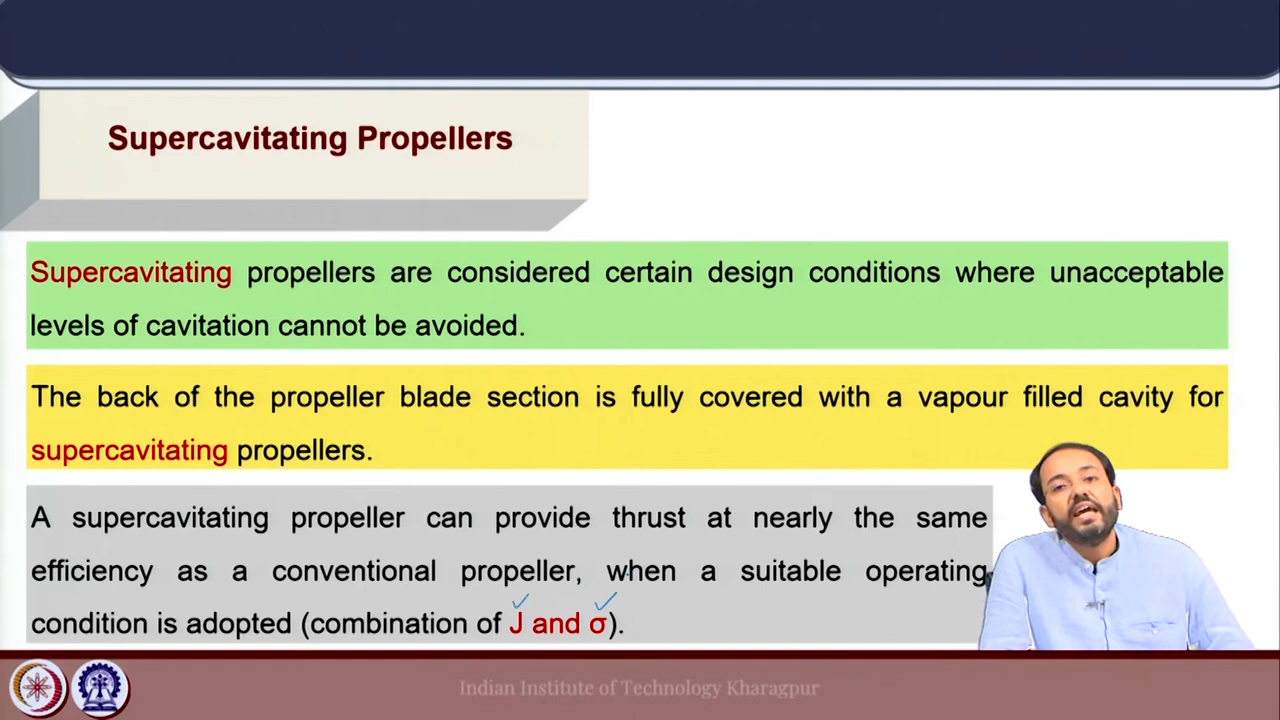 Supercavitating Propellers
Supercavitating propellers are considered certain design conditions where unacceptable
levels of cavitation cannot be avoided.
The back of the propeller blade section is fully covered with a vapour filled cavity for
supercavitating propellers.
A supercavitating propeller can provide thrust at nearly the same
efficiency as a conventional propeller, when a suitable operating
condition is adopted (combination of J and σ).
Indian Institute of Technology Kharagpur